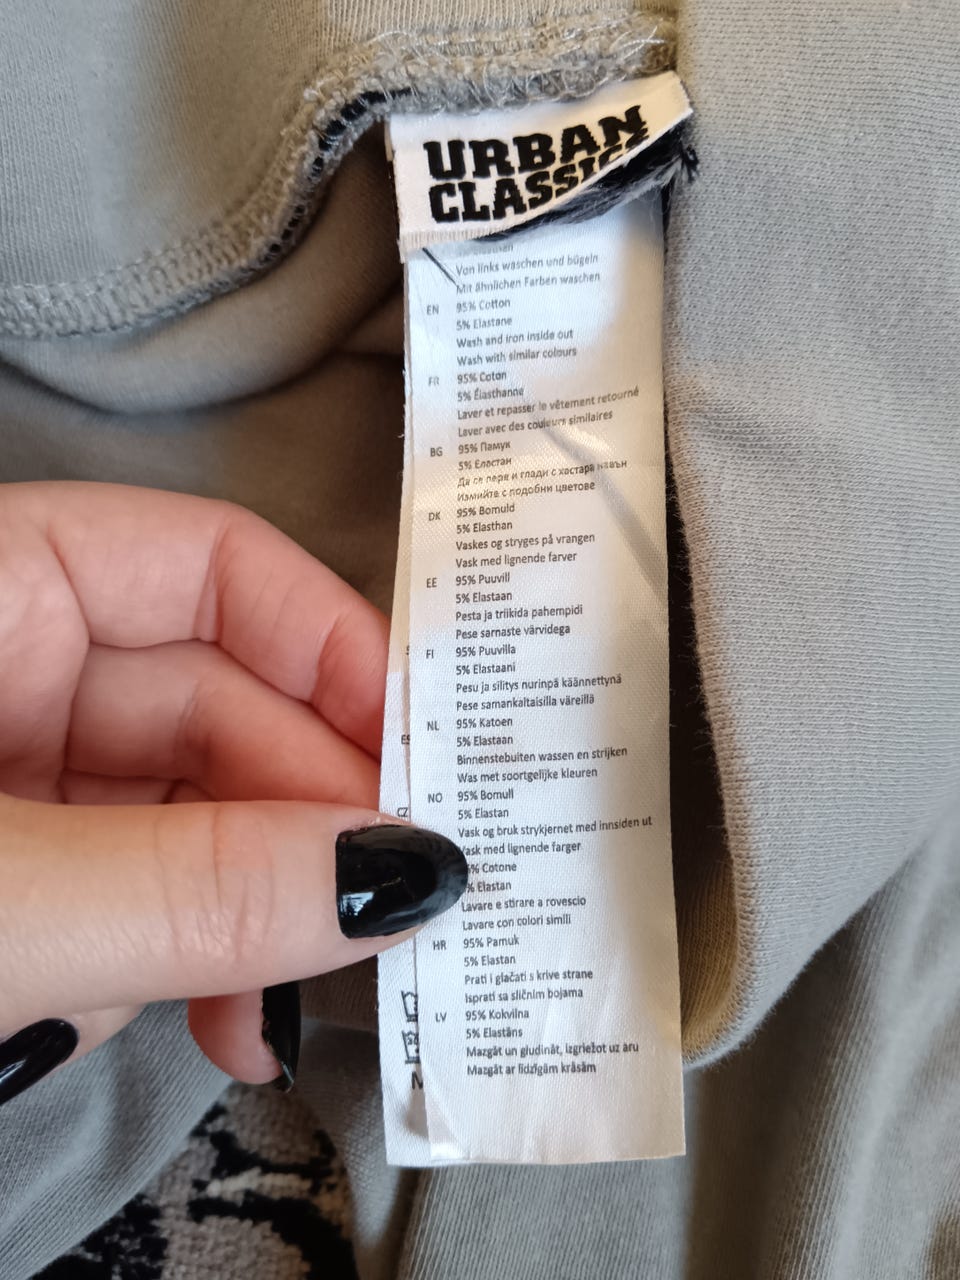 URBAN
CLASSICS
Von links waschen und bügeln
Mit ähnlichen Farben waschen
EN 95% Cotton
5% Elastane
Wash and iron inside out
Wash with similar colours
FR 95% Coton
5% Élasthanne
Laver et repasser le vêtement retourné
Laver avec des couleurs similaires
BG 95% Памук
5% Еластан
Да се пере и глади с хастара навън
Измийте с подобни цветове
DK 95% Bomuld
5% Elasthan
Vaskes og stryges på vrangen
Vask med lignende farver
EE 95% Puuvill
5% Elastaan
Pesta ja triikida pahempidi
Pese sarnaste värvidega
FI 95% Puuvilla
5% Elastaani
Pesu ja silitys nurinpä käännettynä
Pese samankaltaisilla väreillä
NL 95% Katoen
5% Elastaan
Binnenstebuiten wassen en strijken
Was met soortgelijke kleuren
NO 95% Bomull
5% Elastan
Vask og bruk strykjernet med innsiden ut
Vask med lignende farger
5% Cotone
% Elastan
Lavare e stirare a rovescio
Lavare con colori simili
HR 95% Pamuk
5% Elastan
Prati i glačati s krive strane
Isprati sa sličnim bojama
LV 95% Kokvilna
5% Elastāns
Mazgāt un gludināt, izgriežot uz āru
Mazgāt ar līdzīgām krāsām
ES